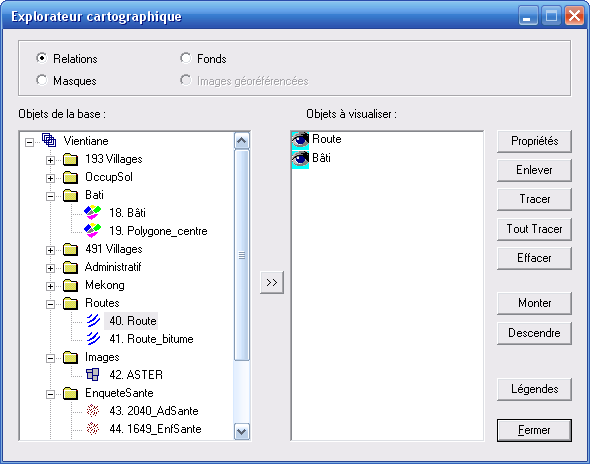 Explorateur cartographique
Relations
Fonds
Masques
Images géoréférencées
Objets de la base :
Objets à visualiser :
Vientiane
193 Villages
OccupSol
Bati
18. Bâti
19. Polygone_centre
491 Villages
Administratif
Mekong
Routes
40. Route
41. Route_bitume
Images
42. ASTER
EnqueteSante
43. 2040_AdSante
44. 1649_EnfSante
>>
Route
Bâti
Propriétés
Enlever
Tracer
Tout Tracer
Effacer
Monter
Descendre
Légendes
Fermer